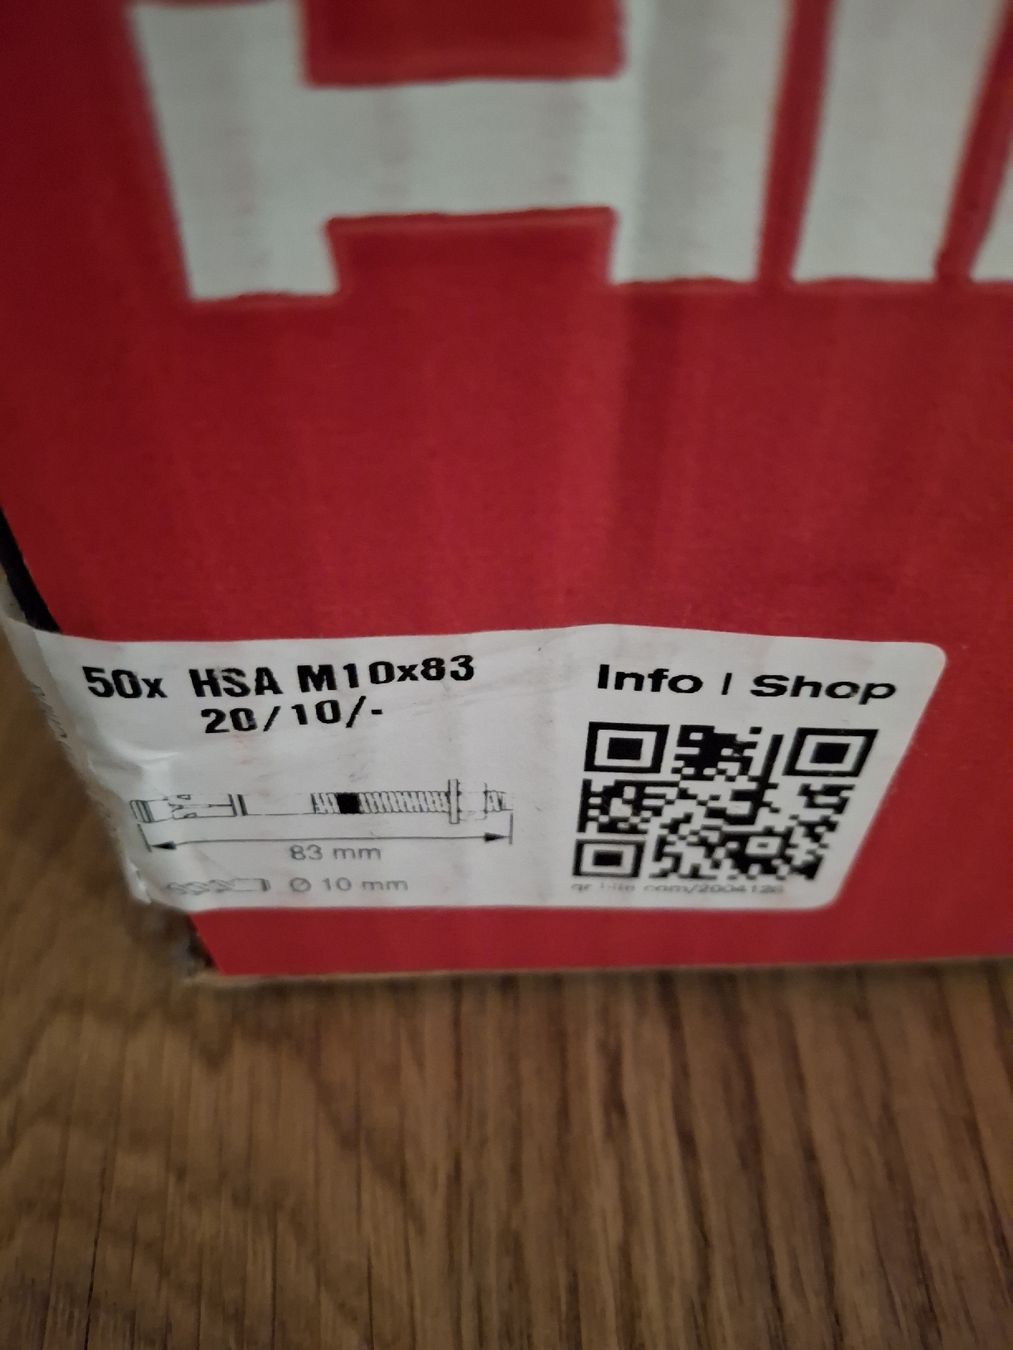 50x HSA M10x83
20/10/-
83 mm
Ø 10 mm
Info | Shop